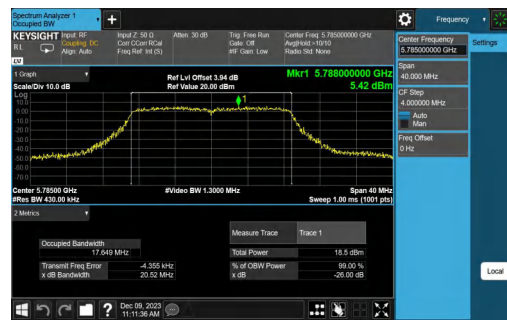 Spectrum Analyzer 1
Occupied BW
+
Frequency
KEYSIGHT
Input: RF
Input Z: 50 Ω
Atten: 30 dB
Trig: Free Run
Center Freq: 5.785000000 GHz
RL
Coupling: DC
Corr CCorr RCal
Gate: Off
Avg|Hold:>10/10
Align: Auto
Freq Ref: Int (S)
#IF Gain: Low
Radio Std: None
LV
Center Frequency
5.785000000 GHz
Settings
Span
40.000 MHz
CF Step
4.000000 MHz
Auto
Man
Freq Offset
0 Hz
Local
1 Graph
Scale/Div 10.0 dB
Ref Lvl Offset 3.94 dB
Ref Value 20.00 dBm
Mkr1 5.788000000 GHz
5.42 dBm
Log
10.0
0.00
-10.0
-20.0
-30.0
-40.0
-50.0
-60.0
-70.0
1
Center 5.78500 GHz
#Video BW 1.3000 MHz
Span 40 MHz
#Res BW 430.00 kHz
Sweep 1.00 ms (1001 pts)
2 Metrics
Measure Trace
Trace 1
Occupied Bandwidth
17.649 MHz
Total Power
18.5 dBm
Transmit Freq Error
-4.355 kHz
% of OBW Power
99.00 %
x dB Bandwidth
20.52 MHz
x dB
-26.00 dB
?
Dec 09, 2023
11:11:36 AM